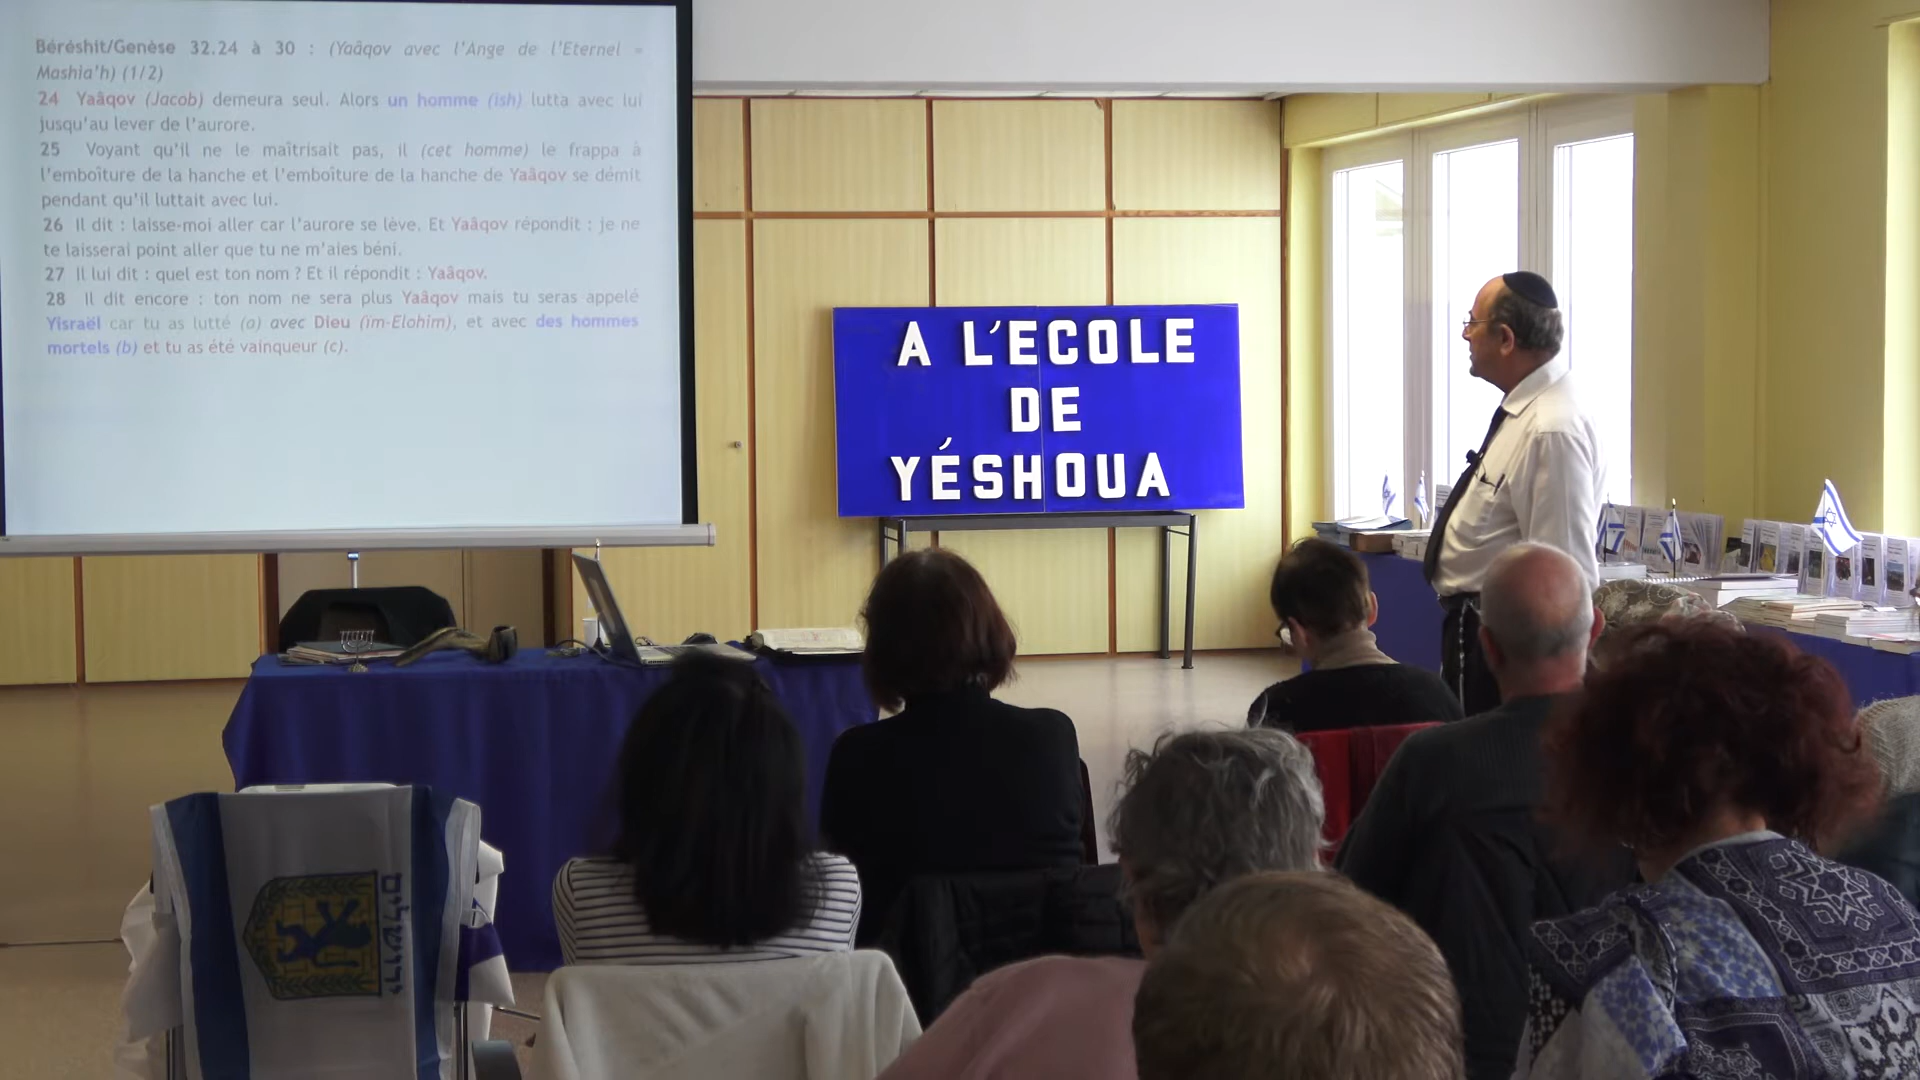 Béréshit/Genèse 32.24 à 30 : (Yaâqov avec l'Ange de l'Eternel =
Mashia'h) (1/2)
24 Yaâqov (Jacob) demeura seul. Alors un homme (ish) lutta avec lui
jusqu'au lever de l'aurore.
25 Voyant qu'il ne le maîtrisait pas, il (cet homme) le frappa à
l'emboîture de la hanche et l'emboîture de la hanche de Yaâqov se démit
pendant qu'il luttait avec lui.
26 Il dit : laisse-moi aller car l'aurore se lève. Et Yaâqov répondit : je ne
te laisserai point aller que tu ne m'aies béni.
27 Il lui dit : quel est ton nom ? Et il répondit : Yaâqov.
28 Il dit encore : ton nom ne sera plus Yaâqov mais tu seras appelé
Yisraël car tu as lutté (a) avec Dieu (im-Elohim), et avec des hommes
mortels (b) et tu as été vainqueur (c).
A L'ECOLE
DE
YÉSHOUA
ירושלים